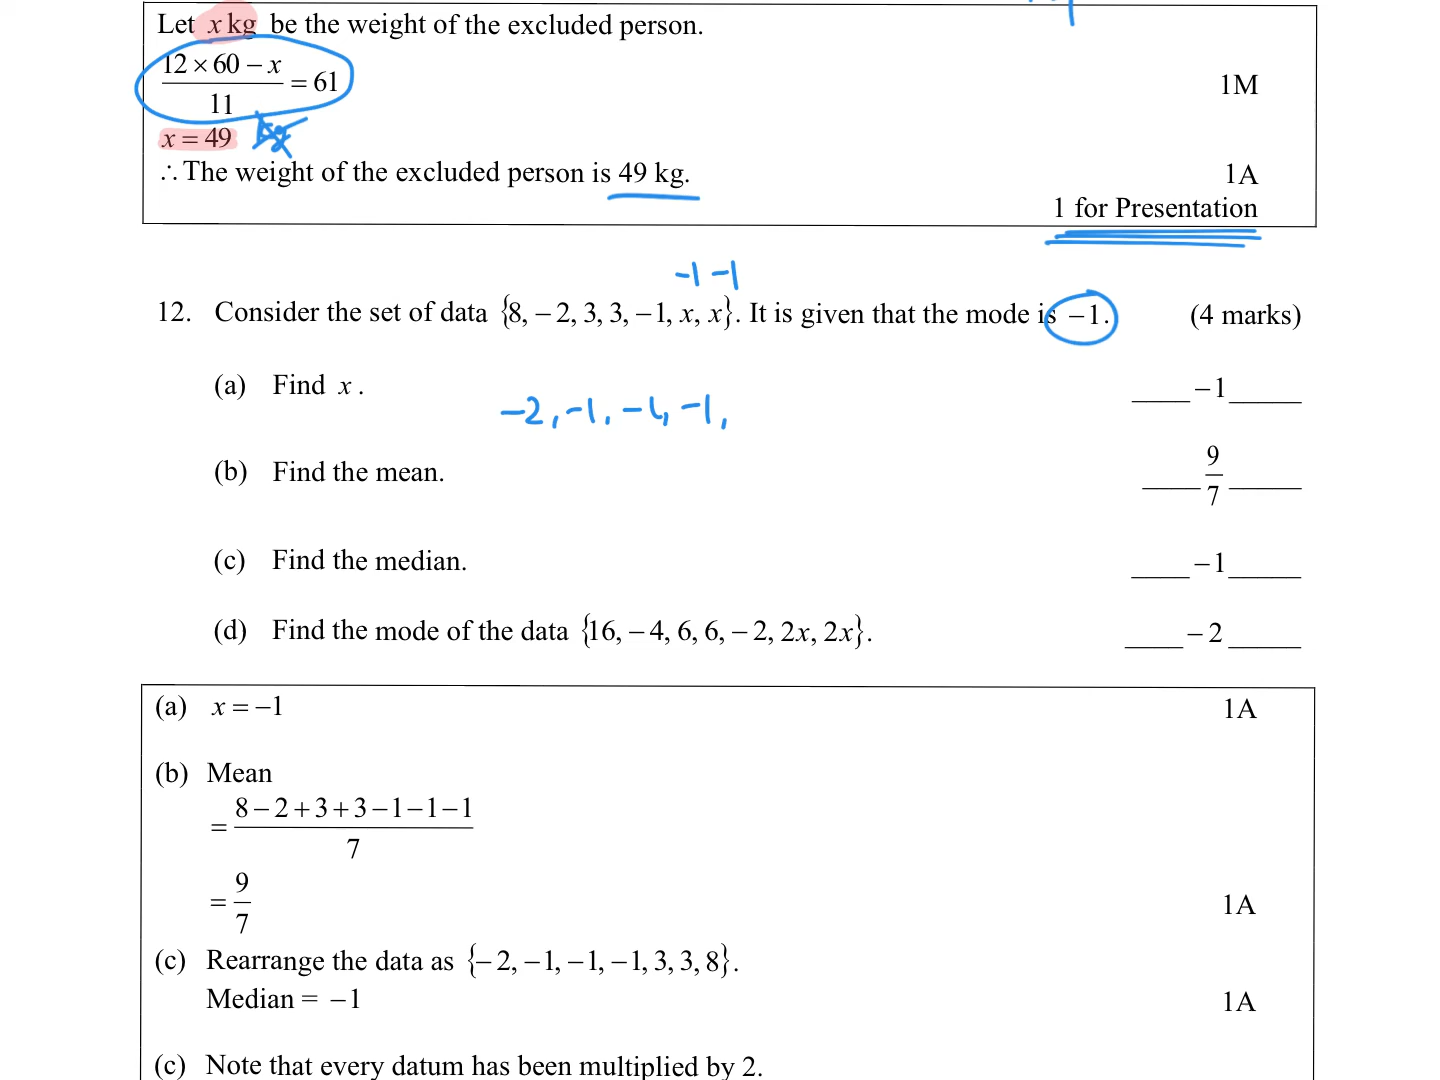 Let x kg be the weight of the excluded person.
(12 × 60 − x)/11 = 61 1M
x = 49
∴ The weight of the excluded person is 49 kg. 1A
1 for Presentation
−1 −1
12. Consider the set of data {8, −2, 3, 3, −1, x, x}. It is given that the mode is −1. (4 marks)
(a) Find x. −1
−2, −1, −1, −1,
(b) Find the mean. 9/7
(c) Find the median. −1
(d) Find the mode of the data {16, −4, 6, 6, −2, 2x, 2x}. −2
(a) x = −1 1A
(b) Mean
= (8 − 2 + 3 + 3 − 1 − 1 − 1)/7
= 9/7 1A
(c) Rearrange the data as {−2, −1, −1, −1, 3, 3, 8}.
Median = −1 1A
(c) Note that every datum has been multiplied by 2.